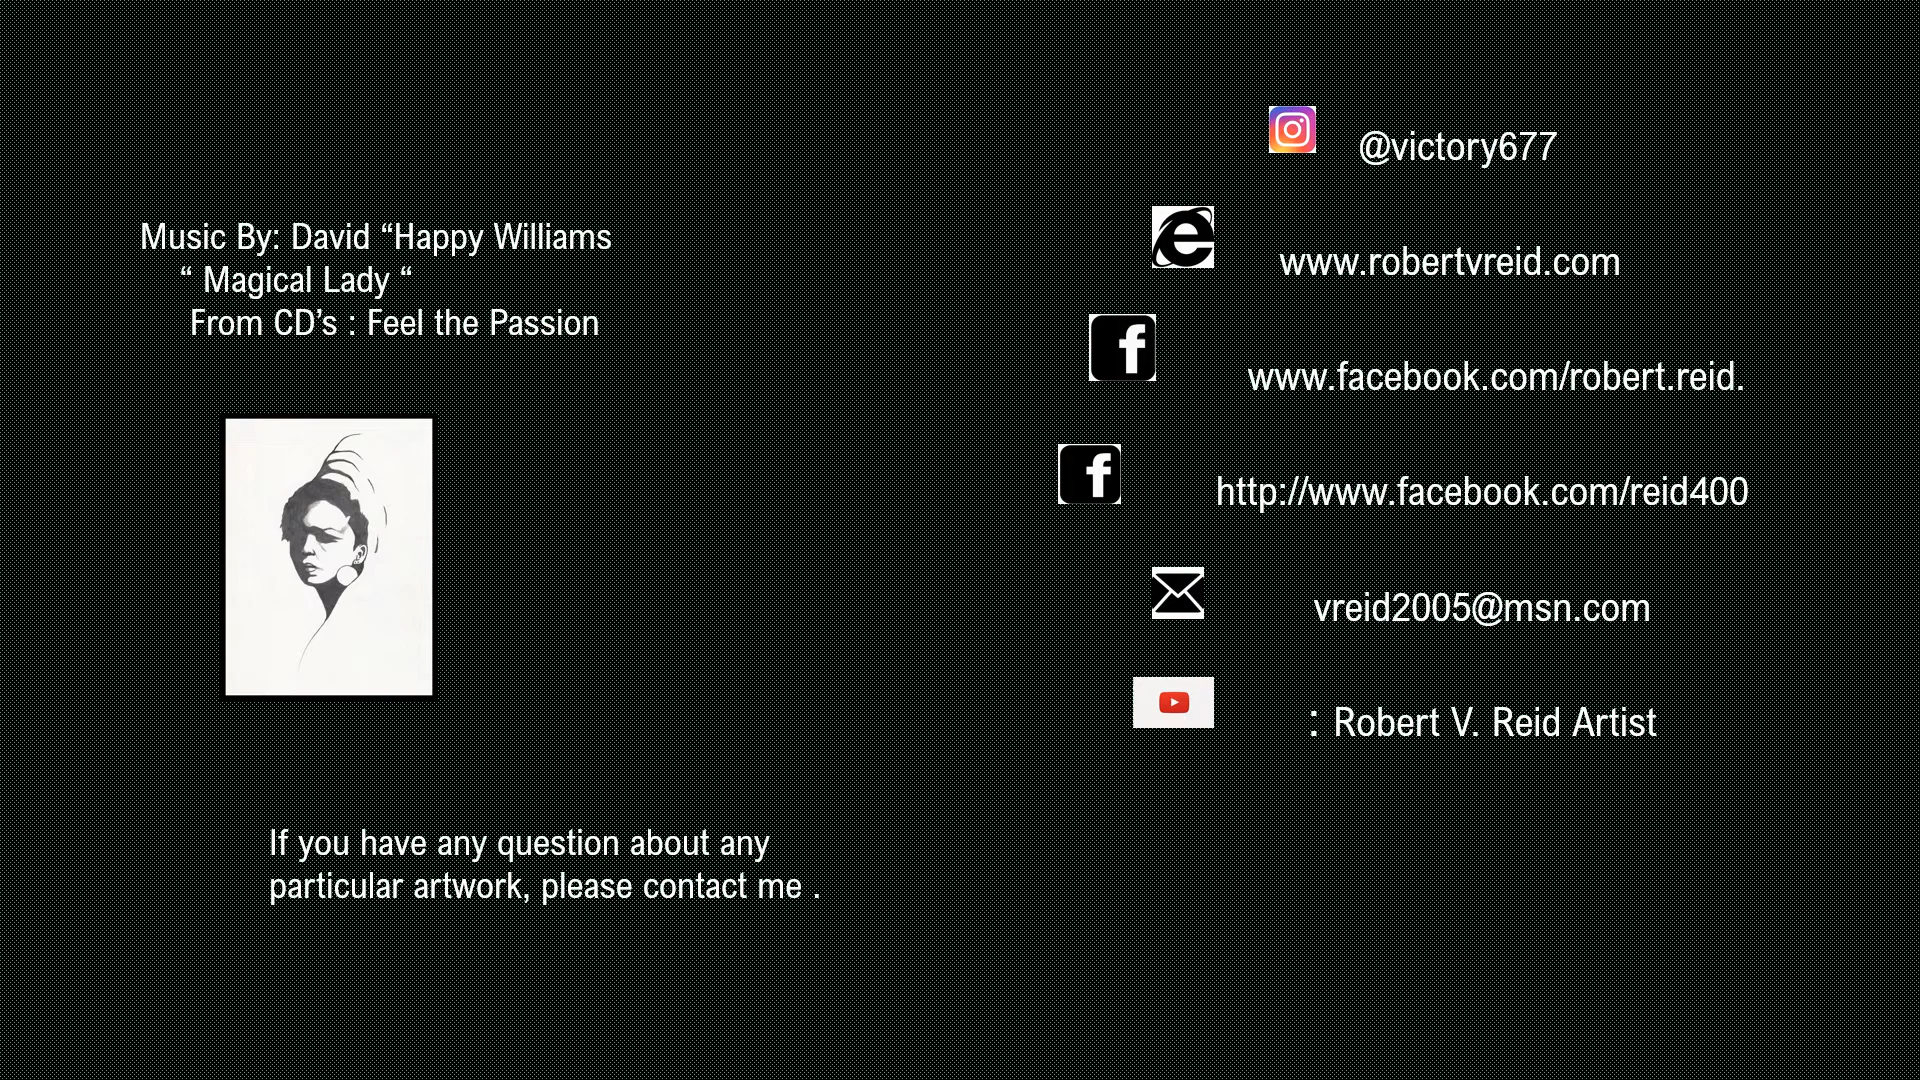 Music By: David “Happy Williams
“ Magical Lady “
From CD’s : Feel the Passion
@victory677
www.robertvreid.com
www.facebook.com/robert.reid.
http://www.facebook.com/reid400
vreid2005@msn.com
: Robert V. Reid Artist
If you have any question about any
particular artwork, please contact me .